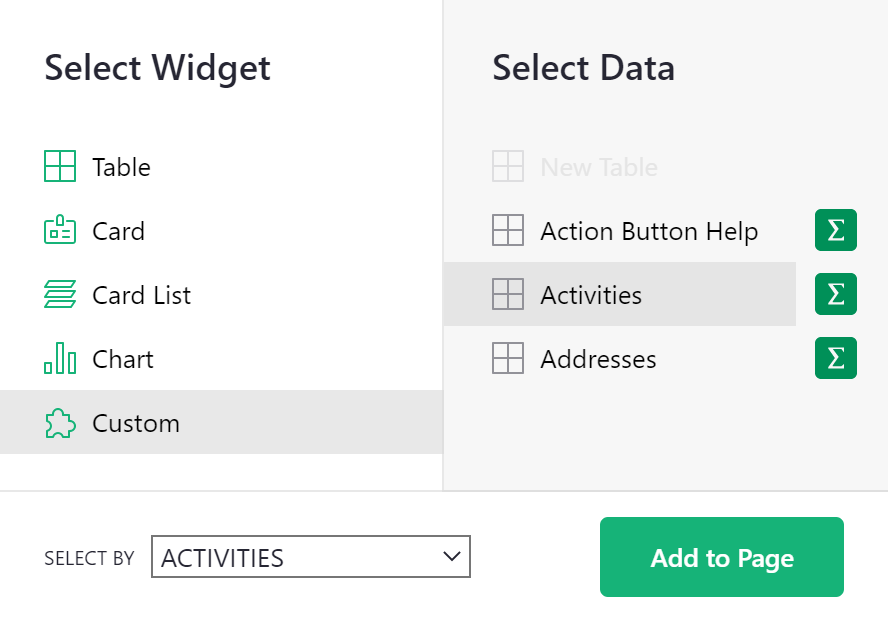 Select Widget
Table
Card
Card List
Chart
Custom
Select Data
New Table
Action Button Help
Σ
Activities
Σ
Addresses
Σ
SELECT BY
ACTIVITIES
Add to Page